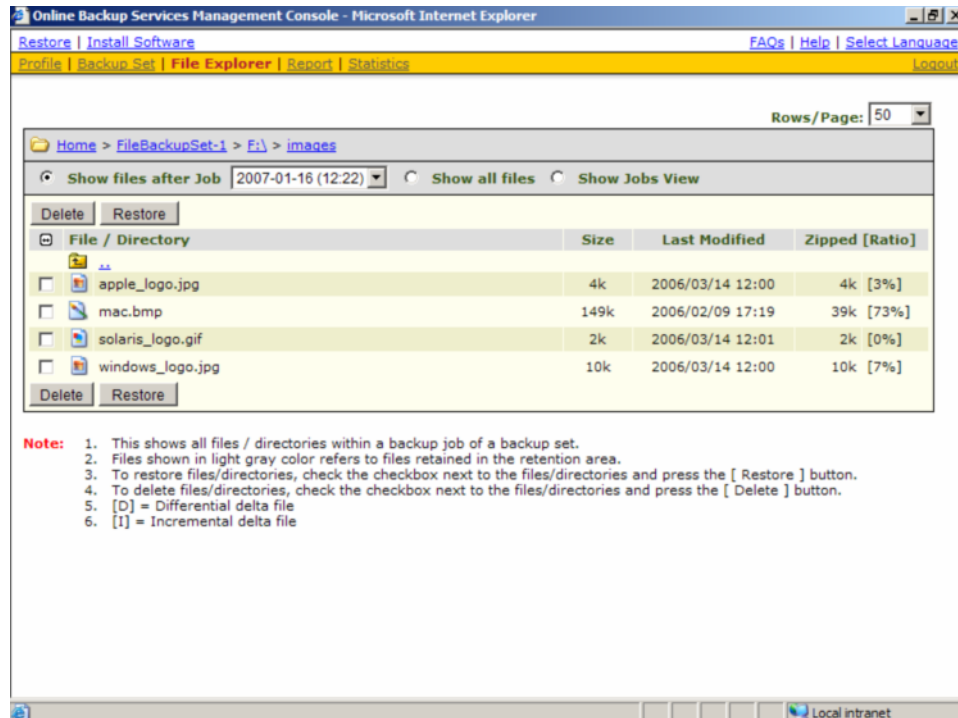 Online Backup Services Management Console - Microsoft Internet Explorer
Restore | Install Software FAQs | Help | Select Language
Profile | Backup Set | File Explorer | Report | Statistics Logout
Rows/Page: 50
Home > FileBackupSet-1 > F:\ > images
Show files after Job 2007-01-16 (12:22) Show all files Show Jobs View
Delete Restore
File / Directory Size Last Modified Zipped [Ratio]
..
apple_logo.jpg 4k 2006/03/14 12:00 4k [3%]
mac.bmp 149k 2006/02/09 17:19 39k [73%]
solaris_logo.gif 2k 2006/03/14 12:01 2k [0%]
windows_logo.jpg 10k 2006/03/14 12:00 10k [7%]
Delete Restore
Note: 1. This shows all files / directories within a backup job of a backup set.
2. Files shown in light gray color refers to files retained in the retention area.
3. To restore files/directories, check the checkbox next to the files/directories and press the [ Restore ] button.
4. To delete files/directories, check the checkbox next to the files/directories and press the [ Delete ] button.
5. [D] = Differential delta file
6. [I] = Incremental delta file
Local intranet